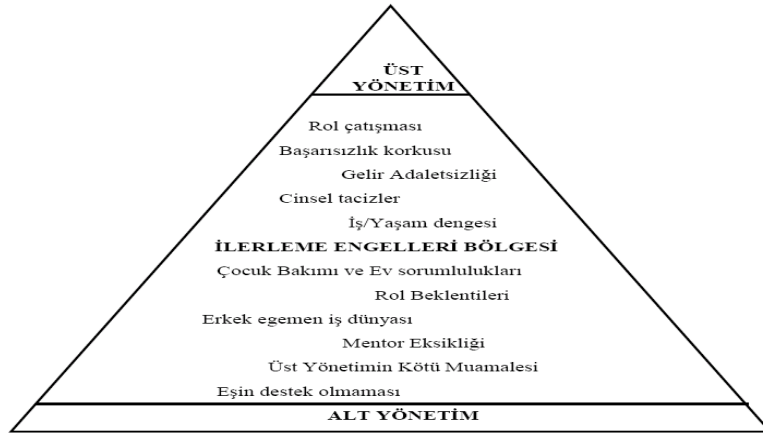 ÜST
YÖNETİM
Rol çatışması
Başarısızlık korkusu
Gelir Adaletsizliği
Cinsel tacizler
İş/Yaşam dengesi
İLERLEME ENGELLERİ BÖLGESİ
Çocuk Bakımı ve Ev sorumlulukları
Rol Beklentileri
Erkek egemen iş dünyası
Mentor Eksikliği
Üst Yönetimin Kötü Muamalesi
Eşin destek olmaması
ALT YÖNETİM